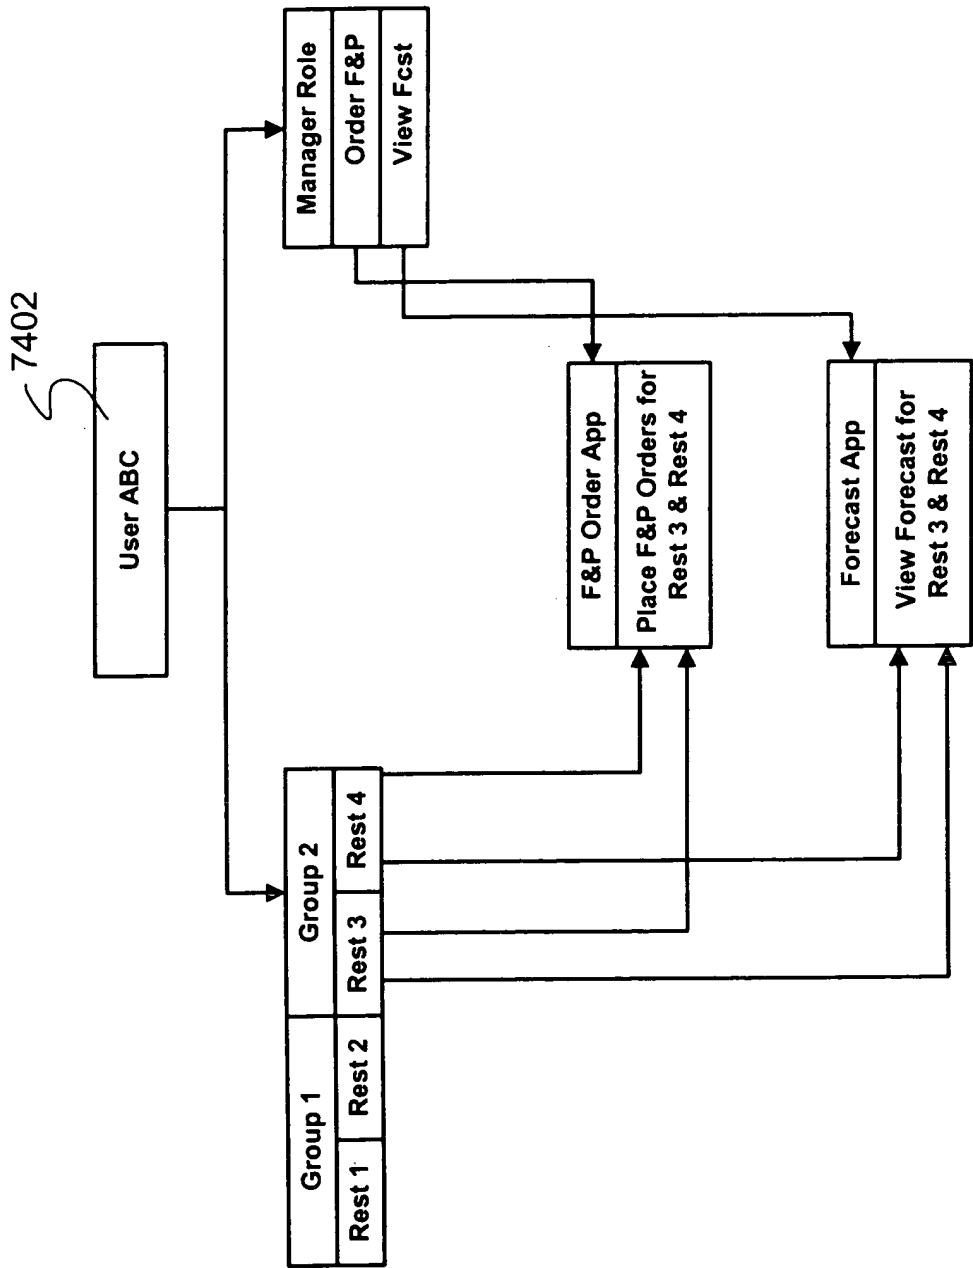 7402
User ABC
Group 1
Group 2
Rest 1
Rest 2
Rest 3
Rest 4
Manager Role
Order F&P
View Fcst
F&P Order App
Place F&P Orders for
Rest 3 & Rest 4
Forecast App
View Forecast for
Rest 3 & Rest 4